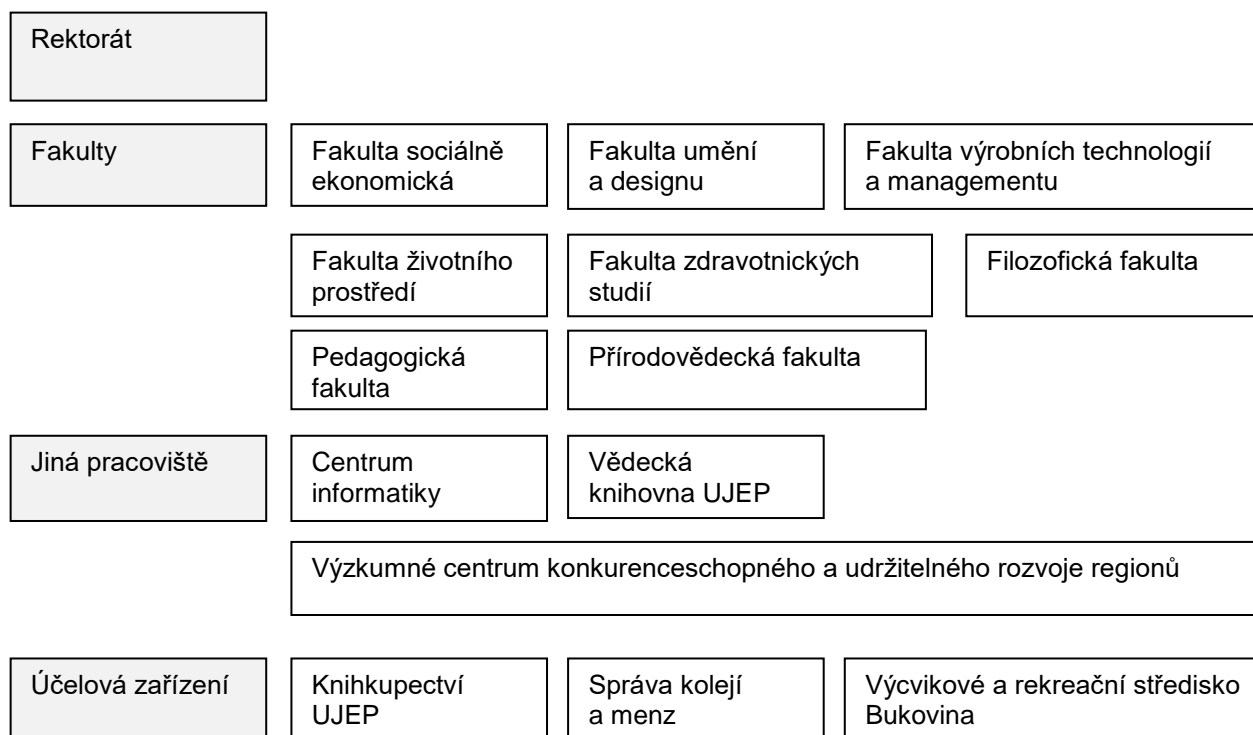 Rektorát
Fakulty
Fakulta sociálně
ekonomická
Fakulta umění
a designu
Fakulta výrobních technologií
a managementu
Fakulta životního
prostředí
Fakulta zdravotnických
studií
Filozofická fakulta
Pedagogická
fakulta
Přírodovědecká fakulta
Jiná pracoviště
Centrum
informatiky
Vědecká
knihovna UJEP
Výzkumné centrum konkurenceschopného a udržitelného rozvoje regionů
Účelová zařízení
Knihkupectví
UJEP
Správa kolejí
a menz
Výcvikové a rekreační středisko
Bukovina